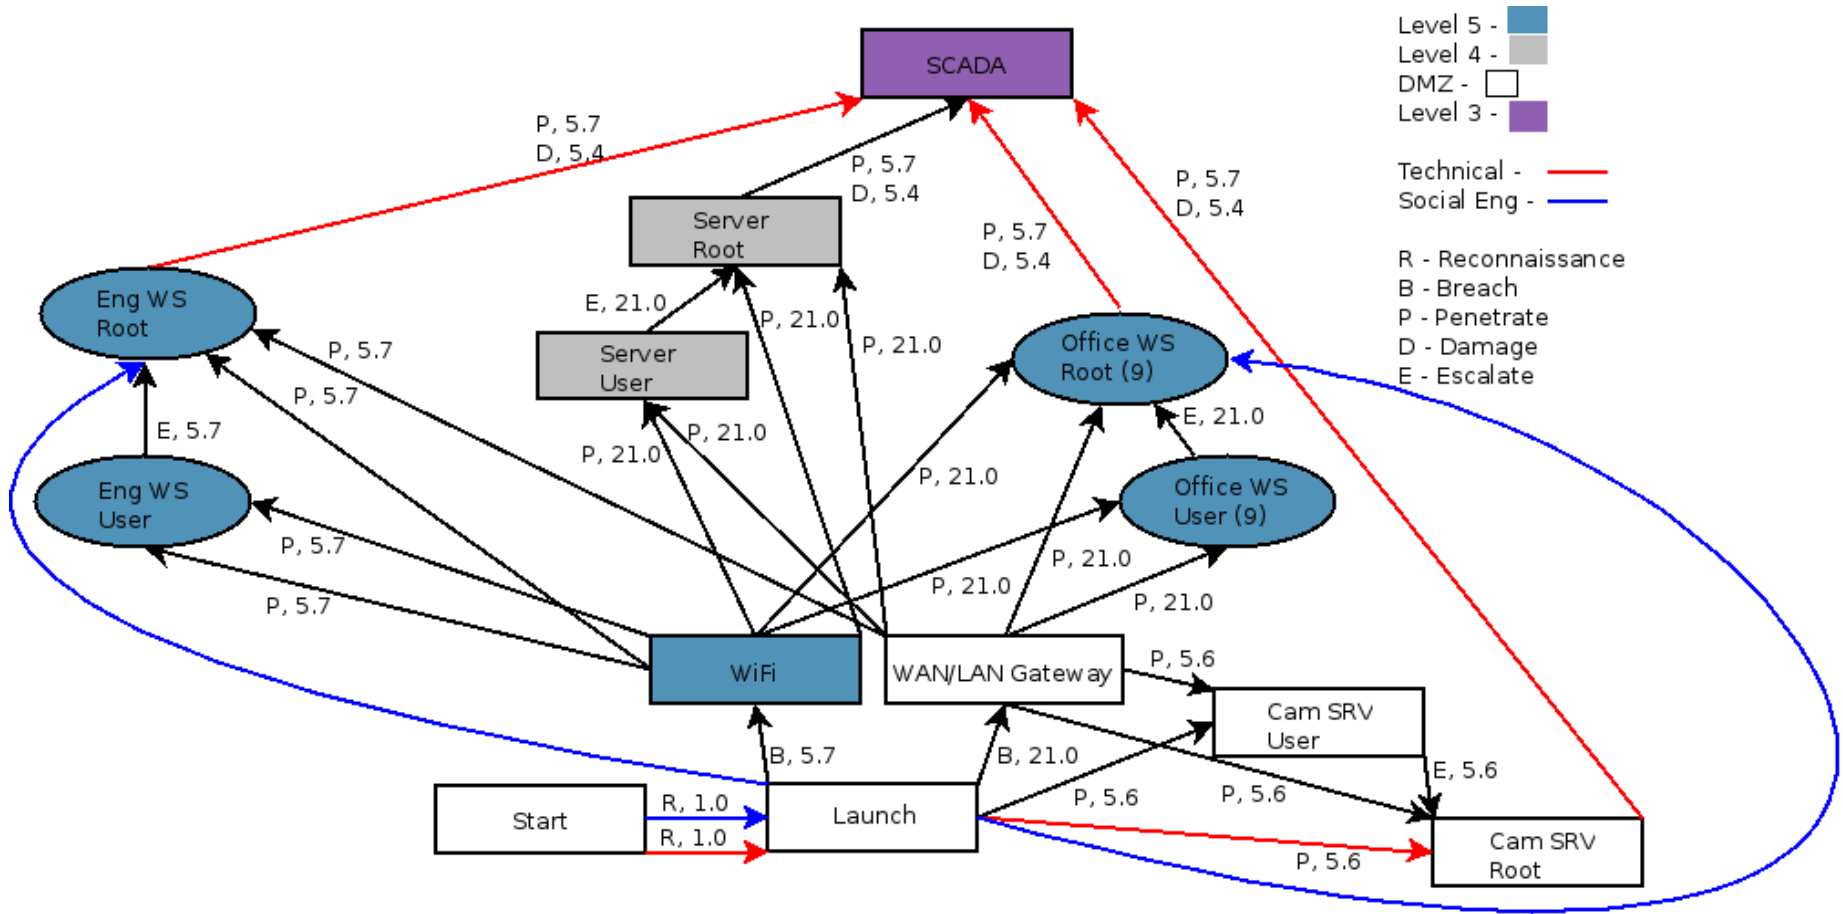 Level 5 -
Level 4 -
DMZ -
Level 3 -
Technical -
Social Eng -
R - Reconnaissance
B - Breach
P - Penetrate
D - Damage
E - Escalate
SCADA
P, 5.7
D, 5.4
P, 5.7
D, 5.4
P, 5.7
D, 5.4
P, 5.7
D, 5.4
Server
Root
Eng WS
Root
E, 21.0
P, 21.0
P, 21.0
P, 5.7
Server
User
Office WS
Root (9)
P, 5.7
E, 21.0
E, 5.7
P, 21.0
P, 21.0
P, 21.0
Eng WS
User
Office WS
User (9)
P, 5.7
P, 21.0
P, 21.0
P, 5.7
P, 21.0
WiFi
WAN/LAN Gateway
P, 5.6
Cam SRV
User
B, 5.7
B, 21.0
E, 5.6
P, 5.6
P, 5.6
Start
R, 1.0
R, 1.0
Launch
P, 5.6
Cam SRV
Root